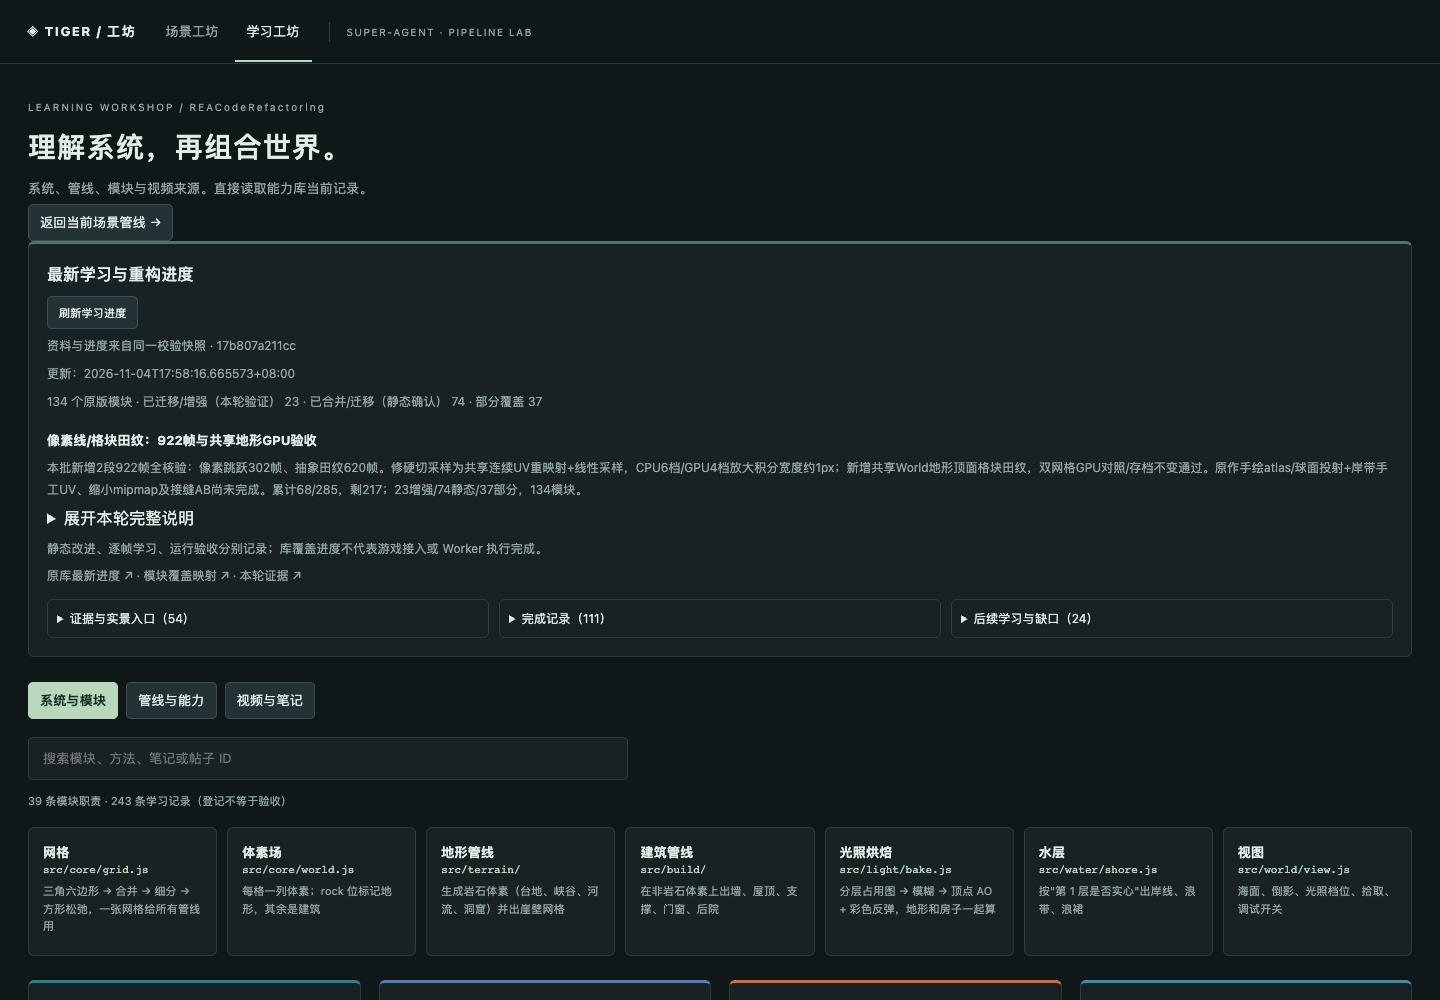 ◈ TIGER / 工坊
场景工坊
学习工坊
SUPER-AGENT · PIPELINE LAB
LEARNING WORKSHOP / REACodeRefactoring
理解系统，再组合世界。
系统、管线、模块与视频来源。直接读取能力库当前记录。
返回当前场景管线 →
最新学习与重构进度
刷新学习进度
资料与进度来自同一校验快照 · 17b807a211cc
更新：2026-11-04T17:58:16.665573+08:00
134 个原版模块 · 已迁移/增强（本轮验证） 23 · 已合并/迁移（静态确认） 74 · 部分覆盖 37
像素线/格块田纹：922帧与共享地形GPU验收
本批新增2段922帧全核验：像素跳跃302帧、抽象田纹620帧。修硬切采样为共享连续UV重映射+线性采样，CPU6档/GPU4档放大积分宽度约1px；新增共享World地形顶面格块田纹，双网格GPU对照/存档不变通过。原作手绘atlas/球面投射+岸带手
工UV、缩小mipmap及接缝AB尚未完成。累计68/285，剩217；23增强/74静态/37部分，134模块。
▶ 展开本轮完整说明
静态改进、逐帧学习、运行验收分别记录；库覆盖进度不代表游戏接入或 Worker 执行完成。
原库最新进度 ↗ · 模块覆盖映射 ↗ · 本轮证据 ↗
▶ 证据与实景入口（54）
▶ 完成记录（111）
▶ 后续学习与缺口（24）
系统与模块
管线与能力
视频与笔记
搜索模块、方法、笔记或帖子 ID
39 条模块职责 · 243 条学习记录（登记不等于验收）
网格
src/core/grid.js
三角六边形 → 合并 → 细分 →
方形松弛，一张网格给所有管线
用
体素场
src/core/world.js
每格一列体素；rock 位标记地
形，其余是建筑
地形管线
src/terrain/
生成岩石体素（台地、峡谷、河
流、洞窟）并出崖壁网格
建筑管线
src/build/
在非岩石体素上出墙、屋顶、支
撑、门窗、后院
光照烘焙
src/light/bake.js
分层占用图 → 模糊 → 顶点 AO
+ 彩色反弹，地形和房子一起算
水层
src/water/shore.js
按"第 1 层是否实心"出岸线、浪
带、浪裙
视图
src/world/view.js
海面、倒影、光照档位、拾取、
调试开关